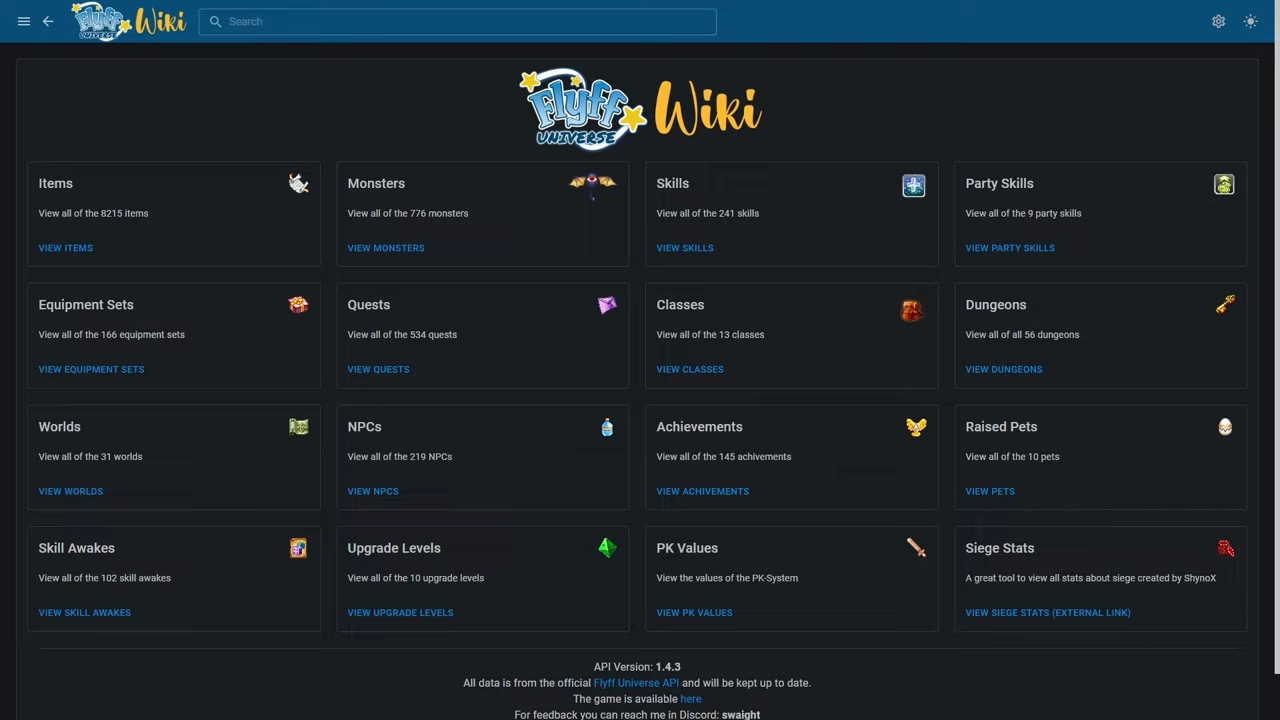 Flyff UNIVERSE Wiki
Search
Flyff UNIVERSE Wiki
Items
View all of the 8215 items
VIEW ITEMS
Monsters
View all of the 776 monsters
VIEW MONSTERS
Skills
View all of the 241 skills
VIEW SKILLS
Party Skills
View all of the 9 party skills
VIEW PARTY SKILLS
Equipment Sets
View all of the 166 equipment sets
VIEW EQUIPMENT SETS
Quests
View all of the 534 quests
VIEW QUESTS
Classes
View all of the 13 classes
VIEW CLASSES
Dungeons
View all of all 56 dungeons
VIEW DUNGEONS
Worlds
View all of the 31 worlds
VIEW WORLDS
NPCs
View all of the 219 NPCs
VIEW NPCS
Achievements
View all of the 145 achivements
VIEW ACHIVEMENTS
Raised Pets
View all of the 10 pets
VIEW PETS
Skill Awakes
View all of the 102 skill awakes
VIEW SKILL AWAKES
Upgrade Levels
View all of the 10 upgrade levels
VIEW UPGRADE LEVELS
PK Values
View the values of the PK-System
VIEW PK VALUES
Siege Stats
A great tool to view all stats about siege created by ShynoX
VIEW SIEGE STATS (EXTERNAL LINK)
API Version: 1.4.3
All data is from the official Flyff Universe API and will be kept up to date.
The game is available here
For feedback you can reach me in Discord: swaight